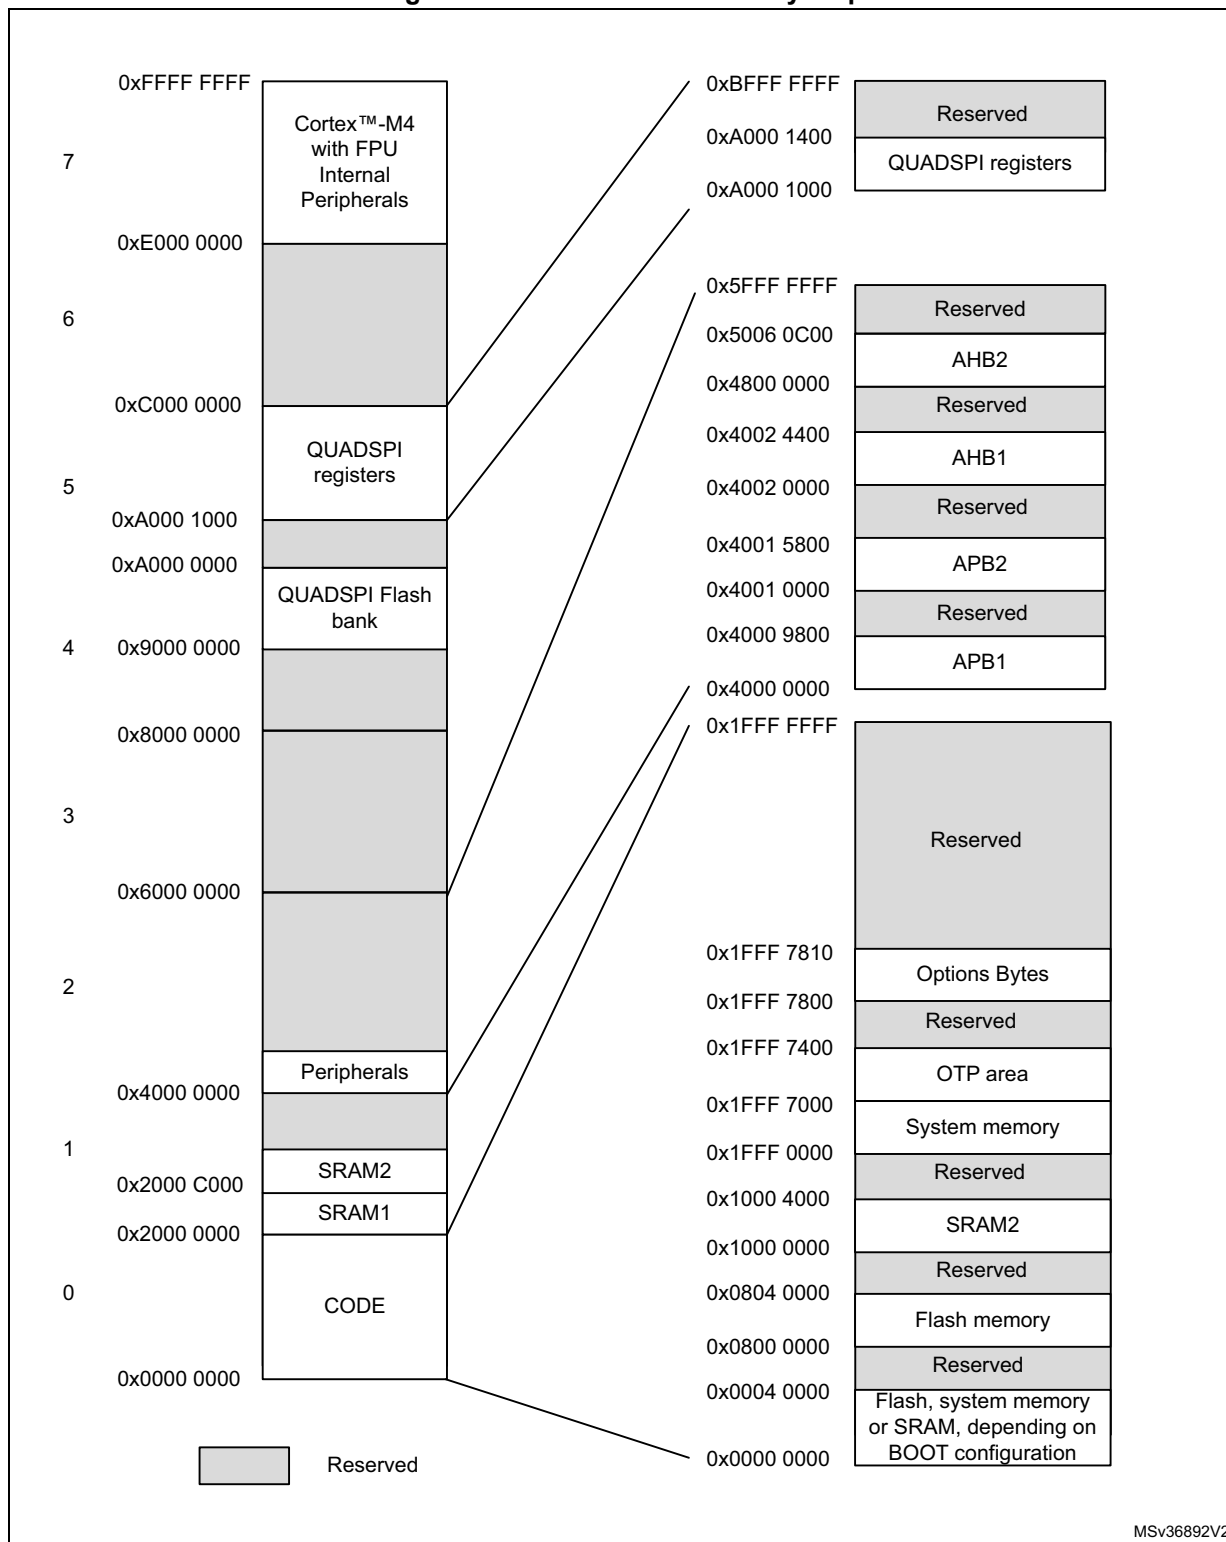 0xFFFF FFFF
Cortex™-M4
with FPU
Internal
Peripherals
7
0xE000 0000
6
0xC000 0000
QUADSPI
registers
5
0xA000 1000
0xA000 0000
QUADSPI Flash
bank
4
0x9000 0000
0x8000 0000
3
0x6000 0000
2
Peripherals
0x4000 0000
1
SRAM2
0x2000 C000
SRAM1
0x2000 0000
0
CODE
0x0000 0000
Reserved
0xBFFF FFFF
Reserved
0xA000 1400
QUADSPI registers
0xA000 1000
0x5FFF FFFF
Reserved
0x5006 0C00
AHB2
0x4800 0000
Reserved
0x4002 4400
AHB1
0x4002 0000
Reserved
0x4001 5800
APB2
0x4001 0000
Reserved
0x4000 9800
APB1
0x4000 0000
0x1FFF FFFF
Reserved
0x1FFF 7810
Options Bytes
0x1FFF 7800
Reserved
0x1FFF 7400
OTP area
0x1FFF 7000
System memory
0x1FFF 0000
Reserved
0x1000 4000
SRAM2
0x1000 0000
Reserved
0x0804 0000
Flash memory
0x0800 0000
Reserved
0x0004 0000
Flash, system memory
or SRAM, depending on
BOOT configuration
0x0000 0000
MSv36892V2